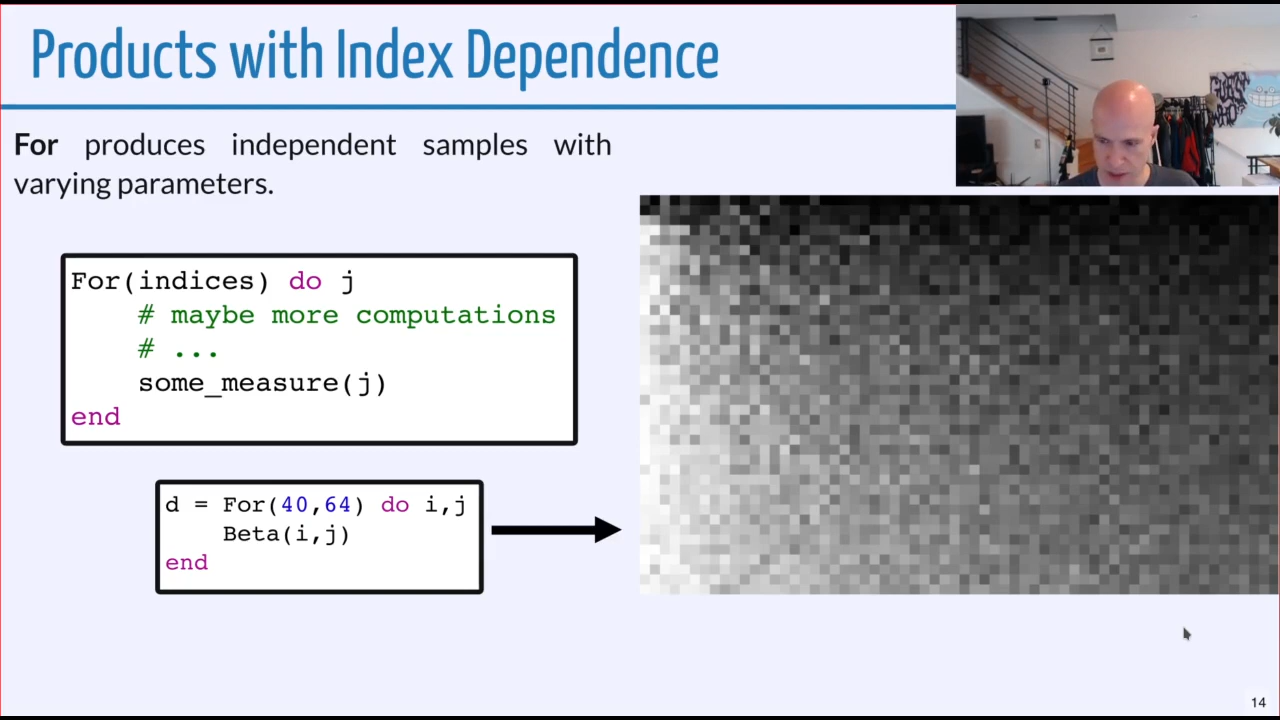 Products with Index Dependence
For produces independent samples with
varying parameters.
For(indices) do j
# maybe more computations
# ...
some_measure(j)
end
d = For(40,64) do i,j
Beta(i,j)
end
14